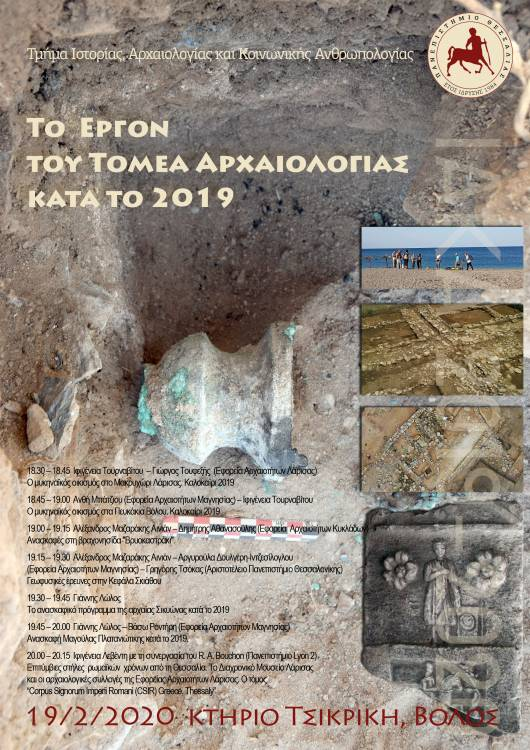 Τμήμα Ιστορίας, Αρχαιολογίας και Κοινωνικής Ανθρωπολογίας
ΠΑΝΕΠΙΣΤΗΜΙΟ ΘΕΣΣΑΛΙΑΣ
ΕΤΟΣ ΙΔΡΥΣΗΣ 1984
ΤΟ ΕΡΓΟΝ
ΤΟΥ ΤΟΜΕΑ ΑΡΧΑΙΟΛΟΓΙΑΣ
ΚΑΤΑ ΤΟ 2019
18.30 – 18.45 Ιφιγένεια Τουρναβίτου – Γιώργος Τουφεξής (Εφορεία Αρχαιοτήτων Λάρισας)
Ο μυκηναϊκός οικισμός στο Μακρυχώρι Λάρισας. Καλοκαίρι 2019
18.45 – 19.00 Ανθή Μπάτζιου (Εφορεία Αρχαιοτήτων Μαγνησίας) – Ιφιγένεια Τουρναβίτου
Ο μυκηναϊκός οικισμός στα Πευκάκια Βόλου. Καλοκαίρι 2019
19.00 – 19.15 Αλέξανδρος Μαζαράκης Αινιάν – Δημήτρης Αθανασούλης (Εφορεία Αρχαιοτήτων Κυκλάδων)
Ανασκαφές στη βραχονησίδα "Βρυοκαστράκι".
19.15 – 19.30 Αλέξανδρος Μαζαράκης Αινιάν – Αργυρούλα Δουλγέρη-Ιντζεσίλογλου
(Εφορεία Αρχαιοτήτων Μαγνησίας) – Γρηγόρης Τσόκας (Αριστοτέλειο Πανεπιστήμιο Θεσσαλονίκης)
Γεωφυσικές έρευνες στην Κεφάλα Σκιάθου
19.30 – 19.45 Γιάννης Λώλος
Το ανασκαφικό πρόγραμμα της αρχαίας Σικυώνας κατά το 2019
19.45 – 20.00 Γιάννης Λώλος – Βάσω Ροντήρη (Εφορεία Αρχαιοτήτων Μαγνησίας)
Ανασκαφή Μαγούλας Πλατανιώτικης κατά το 2019.
20.00 – 20.15 Ιφιγένεια Λεβέντη με τη συνεργασία του R. A. Bouchon (Πανεπιστήμιο Lyon 2)
Επιτύμβιες στήλες ρωμαϊκών χρόνων από τη Θεσσαλία. Το Διαχρονικό Μουσείο Λάρισας
και οι αρχαιολογικές συλλογές της Εφορείας Αρχαιοτήτων Λάρισας. Ο τόμος
"Corpus Signorum Imperii Romani (CSIR) Greece. Thessaly"
19/2/2020 ΚΤΗΡΙΟ ΤΣΙΚΡΙΚΗ, ΒΟΛΟΣ